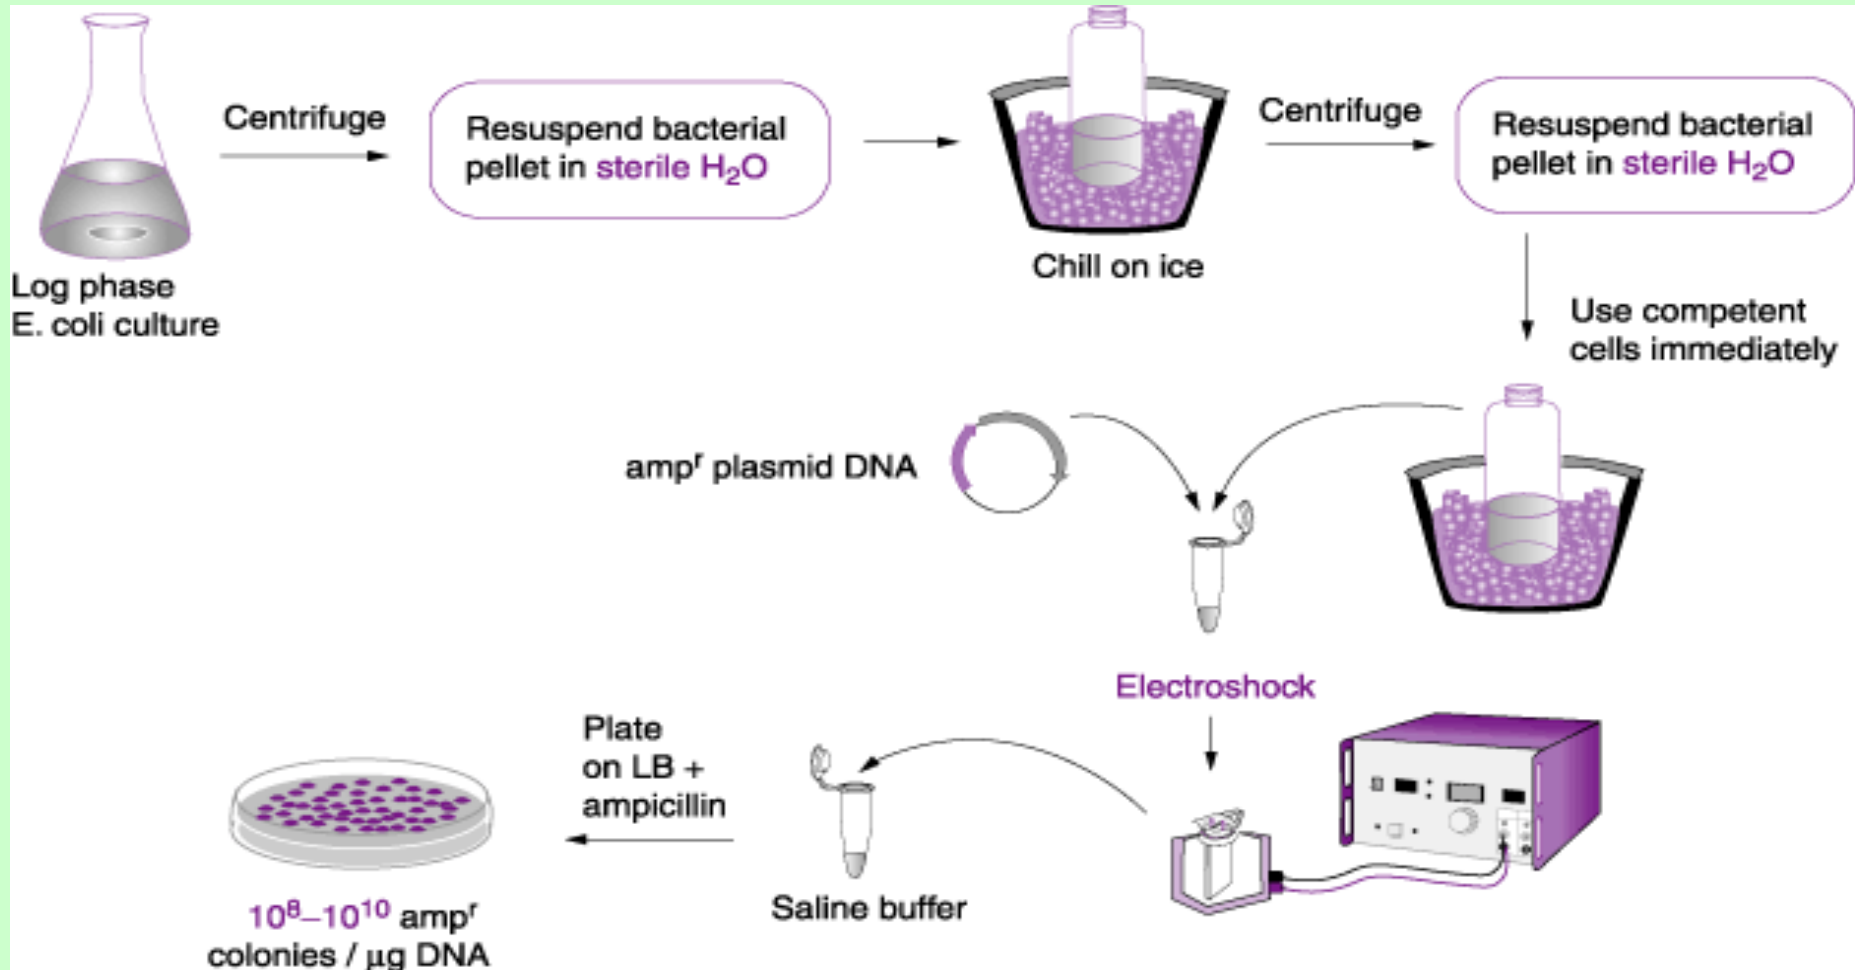 Log phase
E. coli culture
Centrifuge
Resuspend bacterial
pellet in sterile H₂O
Chill on ice
Centrifuge
Resuspend bacterial
pellet in sterile H₂O
Use competent
cells immediately
ampʳ plasmid DNA
Electroshock
Saline buffer
Plate
on LB +
ampicillin
10⁸–10¹⁰ ampʳ
colonies / μg DNA